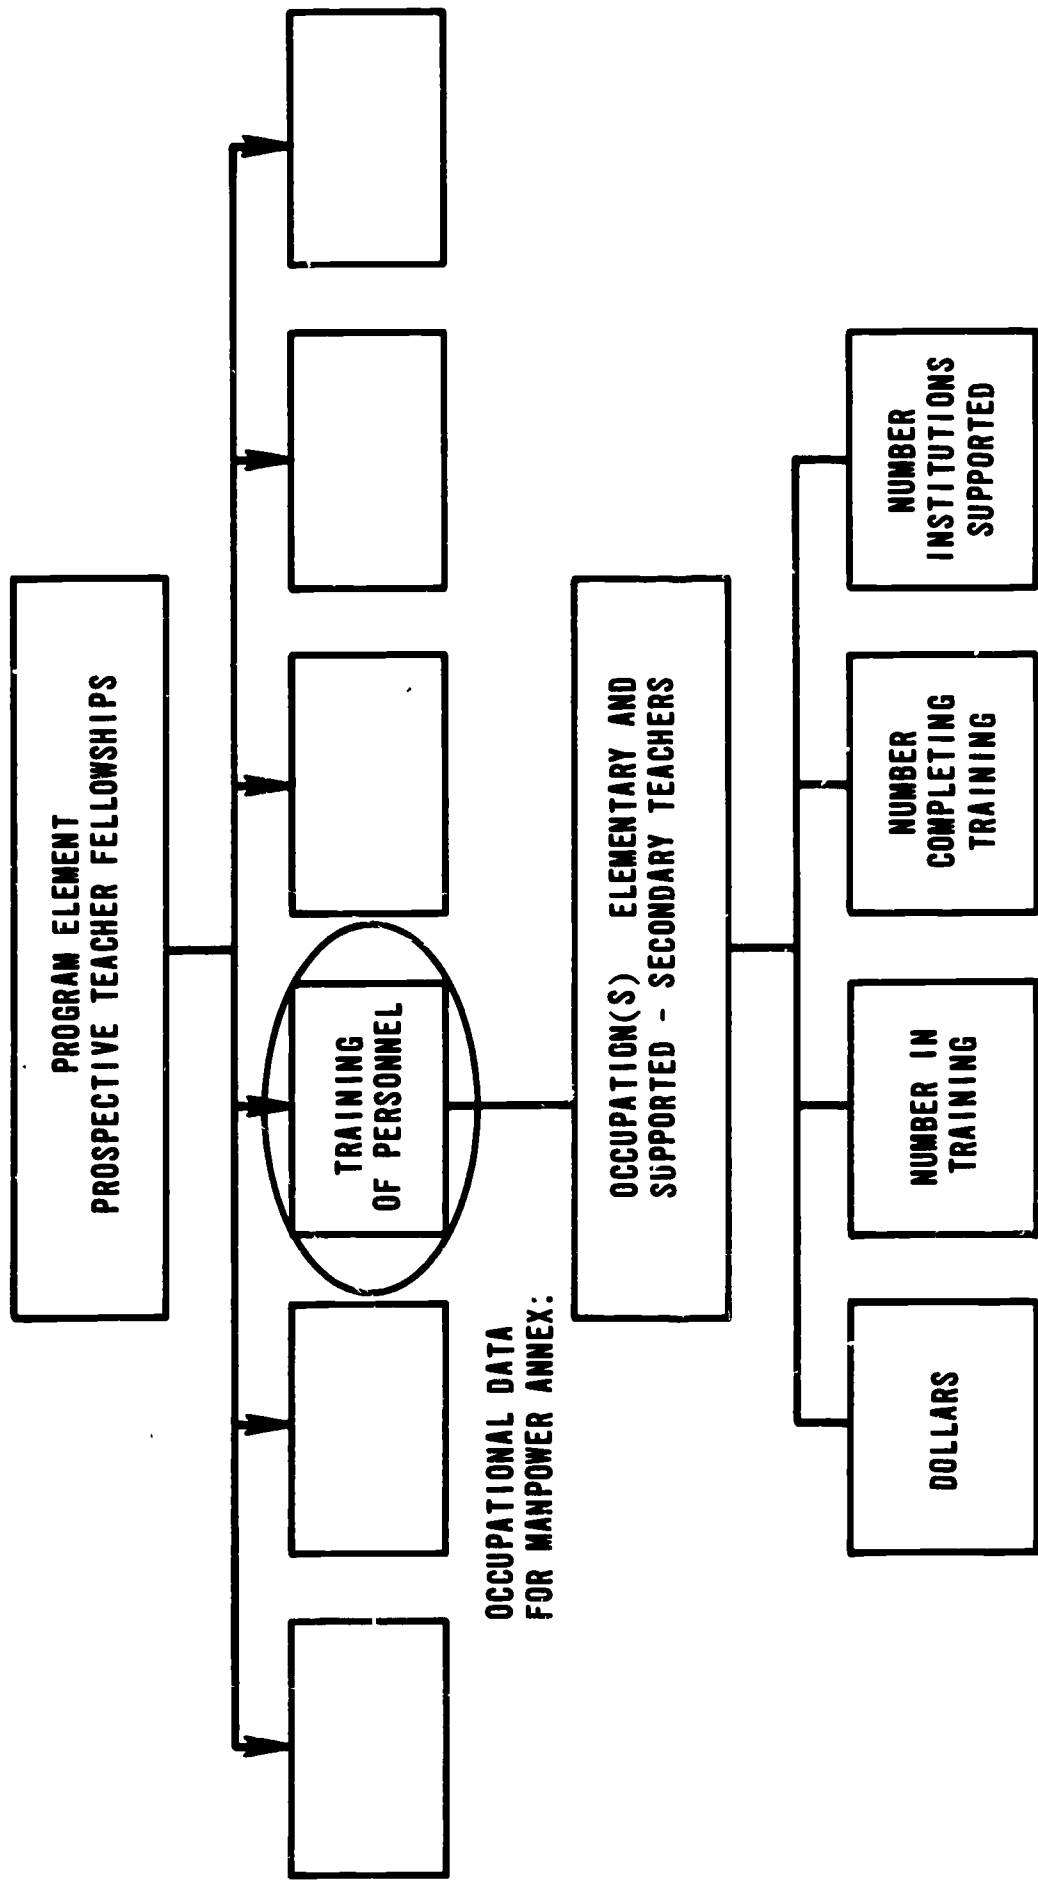 PROGRAM ELEMENT
PROSPECTIVE TEACHER FELLOWSHIPS
TRAINING
OF PERSONNEL
OCCUPATIONAL DATA
FOR MANPOWER ANNEX:
OCCUPATION(S) ELEMENTARY AND
SUPPORTED - SECONDARY TEACHERS
DOLLARS
NUMBER IN
TRAINING
NUMBER
COMPLETING
TRAINING
NUMBER
INSTITUTIONS
SUPPORTED